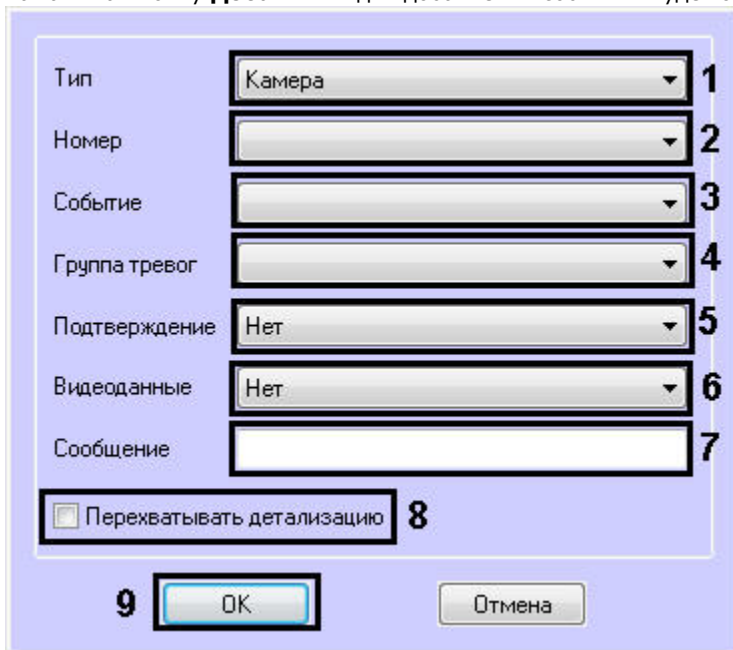 Тип Камера 1
Номер 2
Событие 3
Группа тревог 4
Подтверждение Нет 5
Видеоданные Нет 6
Сообщение 7
Перехватывать детализацию 8
9 OK Отмена